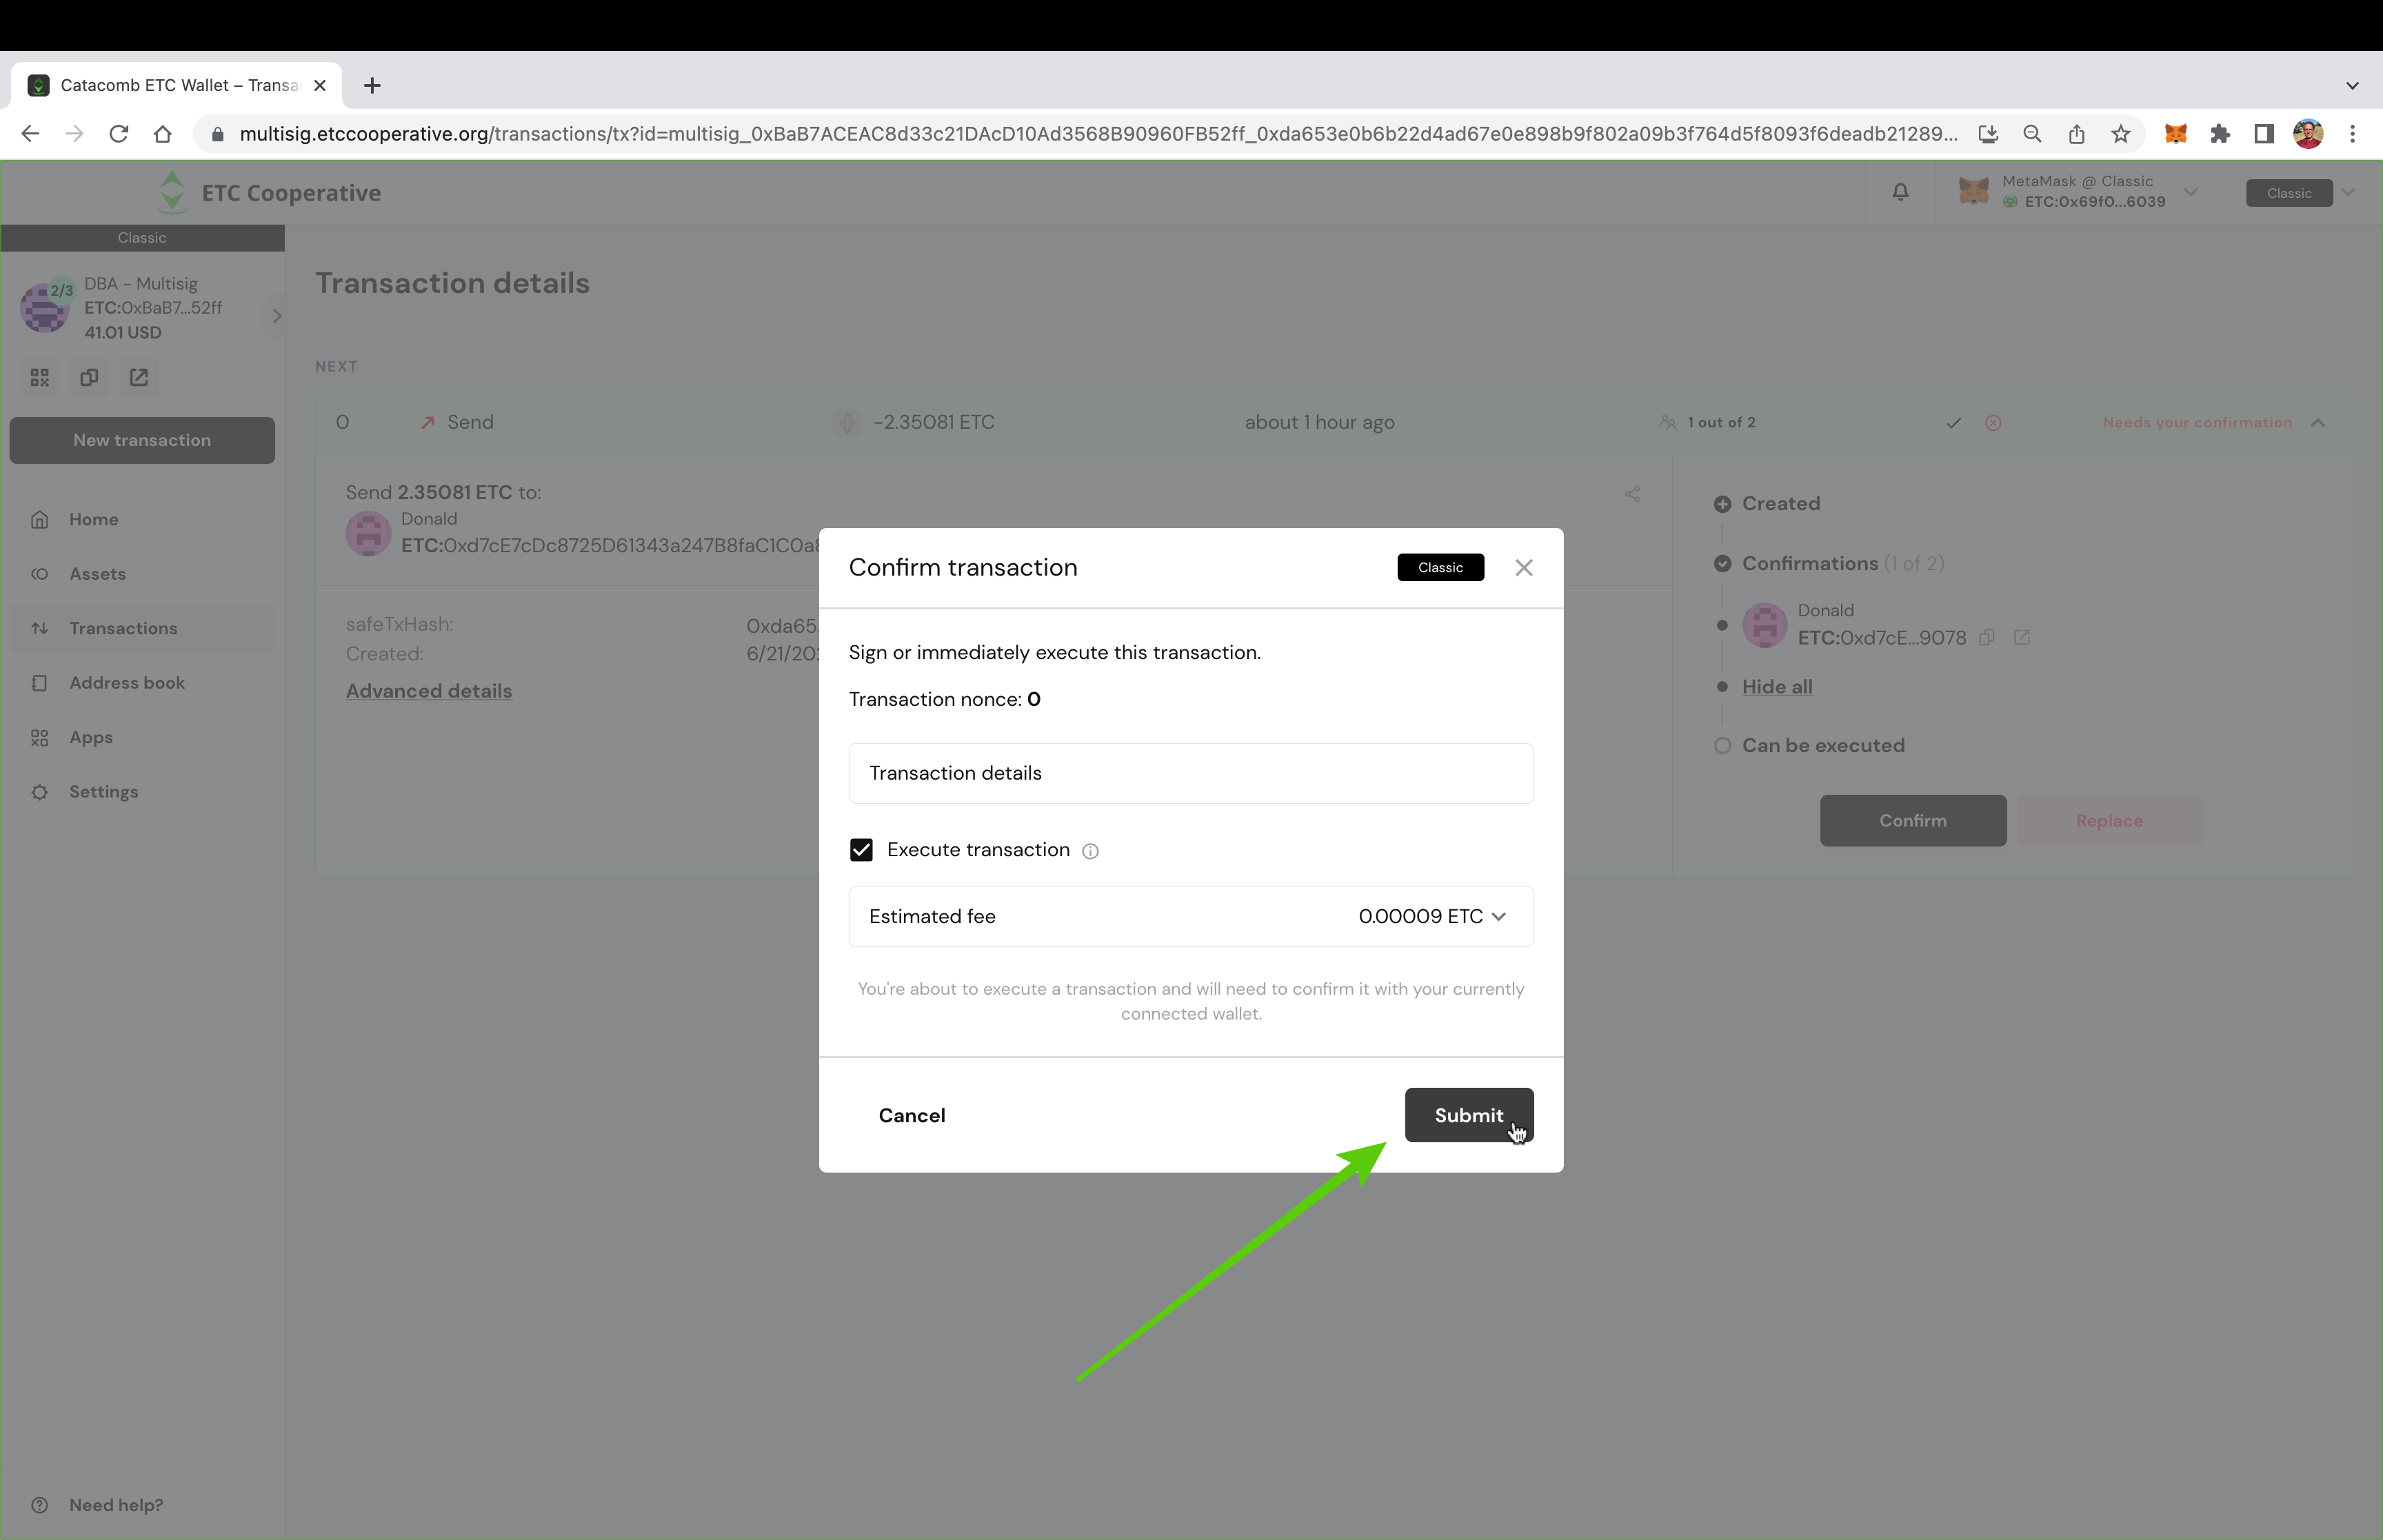 Catacomb ETC Wallet – Transa
multisig.etccooperative.org/transactions/tx?id=multisig_0xBaB7ACEAC8d33c21DAcD10Ad3568B90960FB52ff_0xda653e0b6b22d4ad67e0e898b9f802a09b3f764d5f8093f6deadb21289...
ETC Cooperative
MetaMask @ Classic
ETC:0x69f0...6039
Classic
Classic
2/3
DBA - Multisig
ETC:0xBaB7...52ff
41.01 USD
New transaction
Home
Assets
Transactions
Address book
Apps
Settings
Need help?
Transaction details
NEXT
0 Send -2.35081 ETC about 1 hour ago 1 out of 2 Needs your confirmation
Send 2.35081 ETC to:
Donald
ETC:0xd7cE7cDc8725D61343a247B8faC1C0a8
safeTxHash: 0xda65.
Created: 6/21/202
Advanced details
Created
Confirmations (1 of 2)
Donald
ETC:0xd7cE...9078
Hide all
Can be executed
Confirm Replace
Confirm transaction
Classic
Sign or immediately execute this transaction.
Transaction nonce: 0
Transaction details
Execute transaction
Estimated fee 0.00009 ETC
You're about to execute a transaction and will need to confirm it with your currently
connected wallet.
Cancel Submit